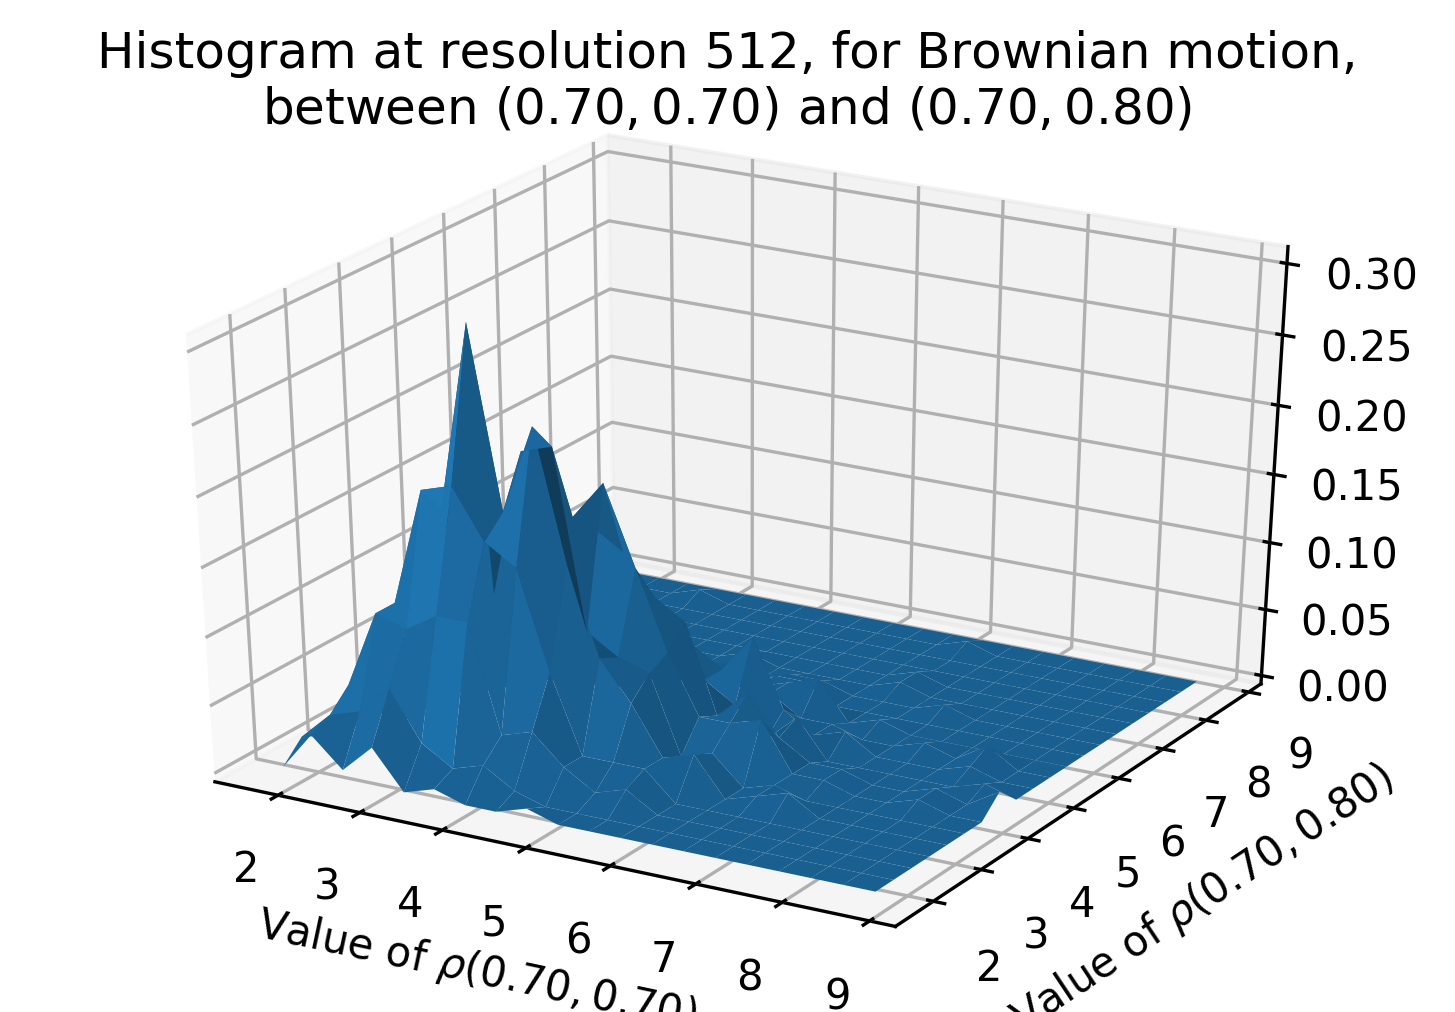 Histogram at resolution 512, for Brownian motion,
between (0.70, 0.70) and (0.70, 0.80)
0.30
0.25
0.20
0.15
0.10
0.05
0.00
2 3 4 5 6 7 8 9
Value of ρ(0.70, 0.70)
2 3 4 5 6 7 8 9
Value of ρ(0.70, 0.80)